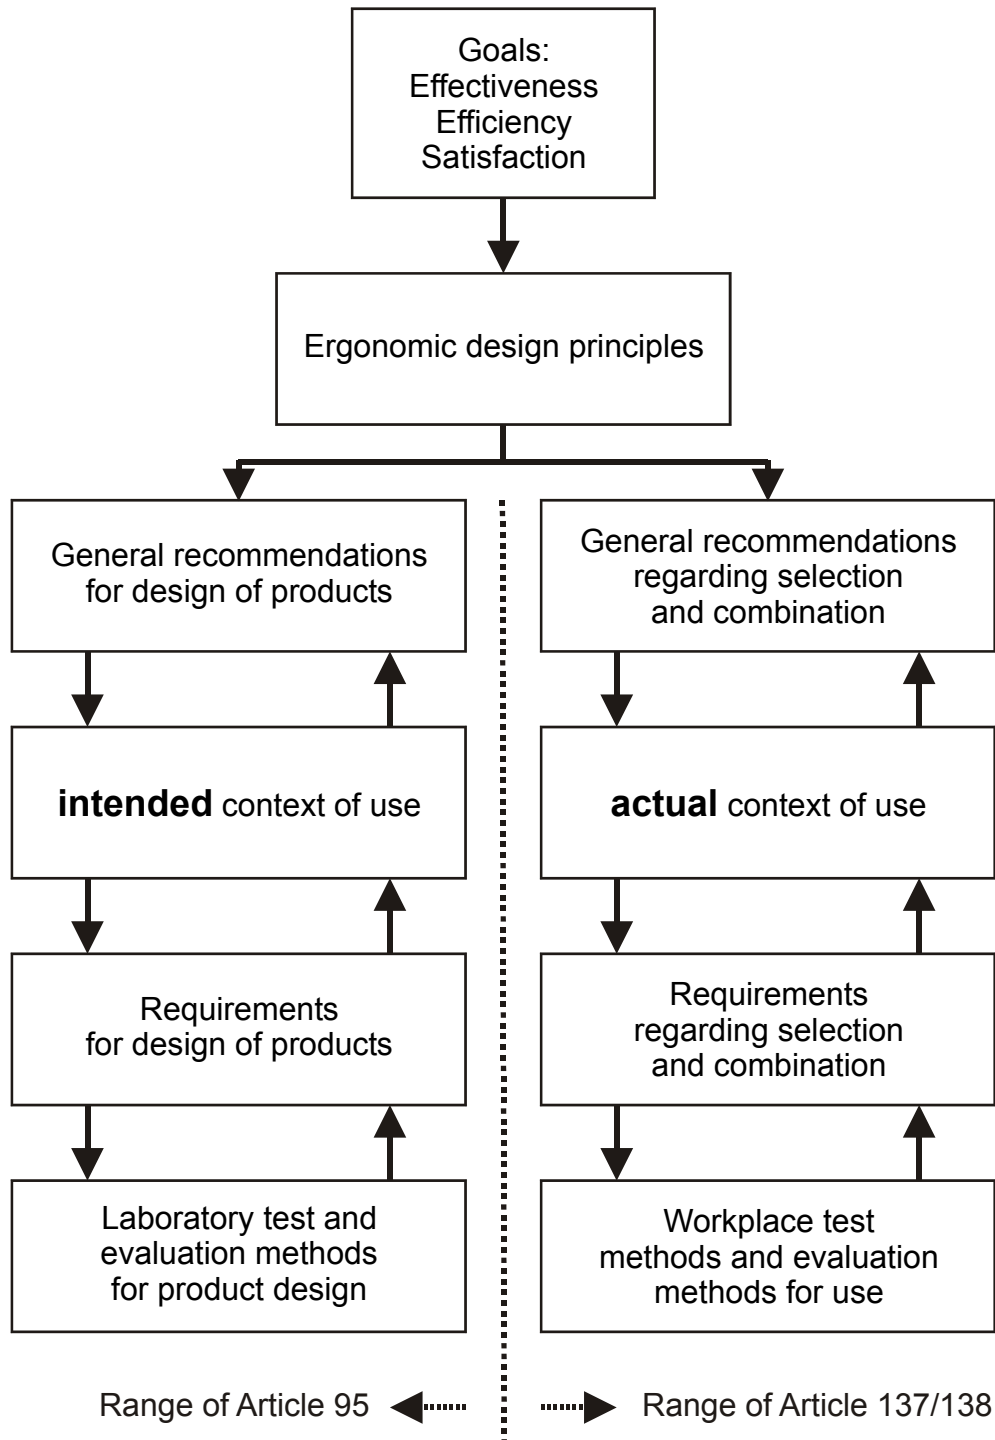 Goals:
Effectiveness
Efficiency
Satisfaction
Ergonomic design principles
General recommendations
for design of products
General recommendations
regarding selection
and combination
intended context of use
actual context of use
Requirements
for design of products
Requirements
regarding selection
and combination
Laboratory test and
evaluation methods
for product design
Workplace test
methods and evaluation
methods for use
Range of Article 95
Range of Article 137/138